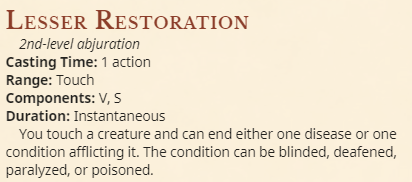 Lesser Restoration
2nd-level abjuration
Casting Time: 1 action
Range: Touch
Components: V, S
Duration: Instantaneous
You touch a creature and can end either one disease or one
condition afflicting it. The condition can be blinded, deafened,
paralyzed, or poisoned.